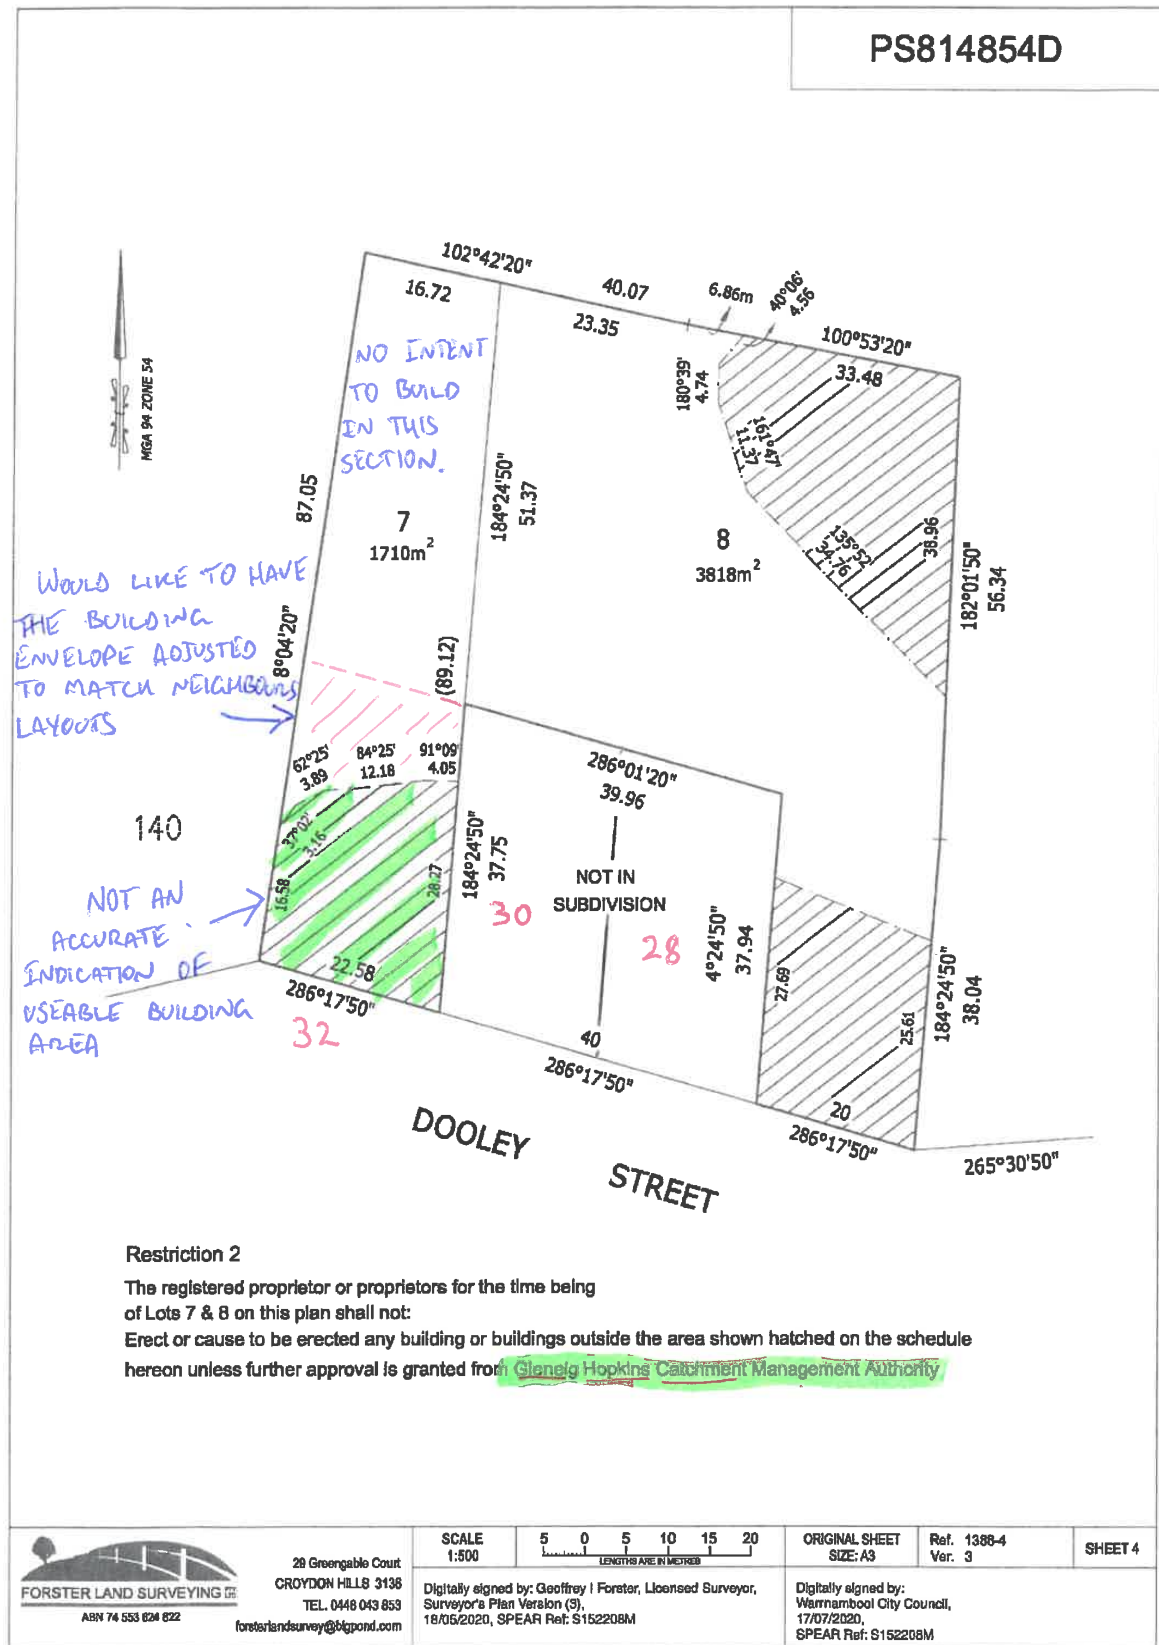 PS814854D
102°42'20"
16.72
40.07
23.35
6.86m
40°06'
4.56
100°53'20"
33.48
180°39'
4.74
161°47'
11.37
MGA 94 ZONE 54
NO INTENT
TO BUILD
IN THIS
SECTION.
87.05
184°24'50"
51.37
7
1710m²
8
3818m²
135°52'
34.76
38.96
182°01'50"
56.34
WOULD LIKE TO HAVE
THE BUILDING
ENVELOPE ADJUSTED
TO MATCH NEIGHBOURS
LAYOUTS
8°04'20"
(89.12)
62°25'
3.89
84°25'
12.18
91°09'
4.05
286°01'20"
39.96
140
37°02'
3.16
16.58
28.27
184°24'50"
37.75
NOT IN
SUBDIVISION
30
28
4°24'50"
37.94
27.69
25.61
184°24'50"
38.04
NOT AN
ACCURATE
INDICATION OF
USEABLE BUILDING
AREA
22.58
286°17'50"
32
40
286°17'50"
20
286°17'50"
265°30'50"
DOOLEY STREET
Restriction 2
The registered proprietor or proprietors for the time being
of Lots 7 & 8 on this plan shall not:
Erect or cause to be erected any building or buildings outside the area shown hatched on the schedule
hereon unless further approval is granted from Glenelg Hopkins Catchment Management Authority
FORSTER LAND SURVEYING
ABN 74 553 624 822
29 Greengable Court
CROYDON HILLS 3136
TEL. 0448 043 853
forsterlandsurvey@bigpond.com
SCALE
1:500
5 0 5 10 15 20
LENGTHS ARE IN METRES
ORIGINAL SHEET
SIZE: A3
Ref. 1388-4
Ver. 3
SHEET 4
Digitally signed by: Geoffrey I Forster, Licensed Surveyor,
Surveyor's Plan Version (3),
18/05/2020, SPEAR Ref: S152208M
Digitally signed by:
Warrnambool City Council,
17/07/2020,
SPEAR Ref: S152208M